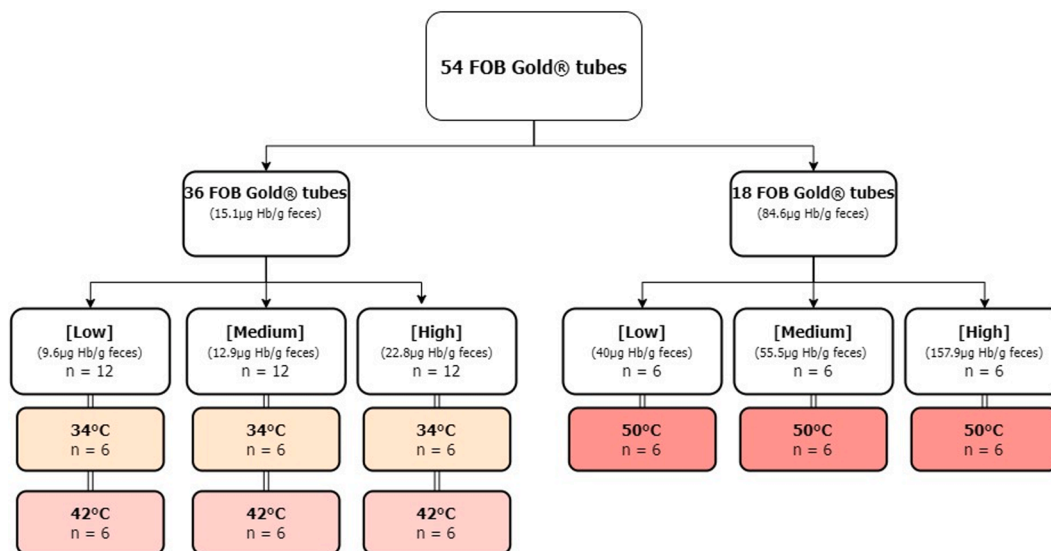 54 FOB Gold® tubes
36 FOB Gold® tubes
(15.1µg Hb/g feces)
18 FOB Gold® tubes
(84.6µg Hb/g feces)
[Low]
(9.6µg Hb/g feces)
n = 12
[Medium]
(12.9µg Hb/g feces)
n = 12
[High]
(22.8µg Hb/g feces)
n = 12
[Low]
(40µg Hb/g feces)
n = 6
[Medium]
(55.5µg Hb/g feces)
n = 6
[High]
(157.9µg Hb/g feces)
n = 6
34ºC
n = 6
34ºC
n = 6
34ºC
n = 6
50ºC
n = 6
50ºC
n = 6
50ºC
n = 6
42ºC
n = 6
42ºC
n = 6
42ºC
n = 6